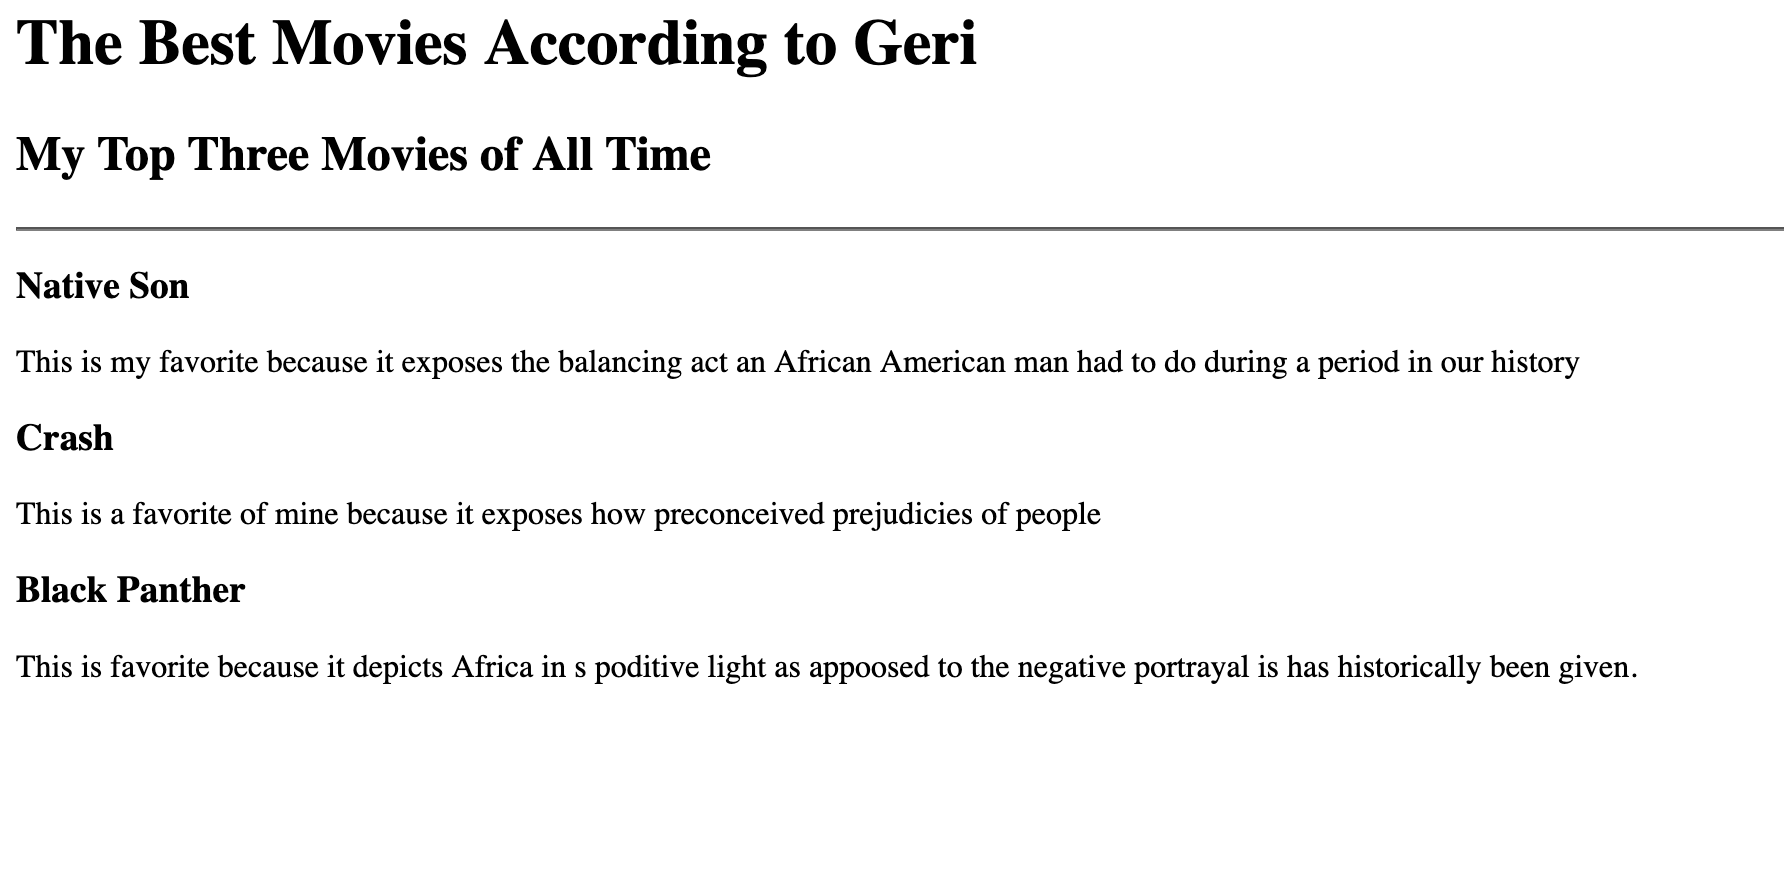 The Best Movies According to Geri
My Top Three Movies of All Time
Native Son
This is my favorite because it exposes the balancing act an African American man had to do during a period in our history
Crash
This is a favorite of mine because it exposes how preconceived prejudicies of people
Black Panther
This is favorite because it depicts Africa in s poditive light as appoosed to the negative portrayal is has historically been given.